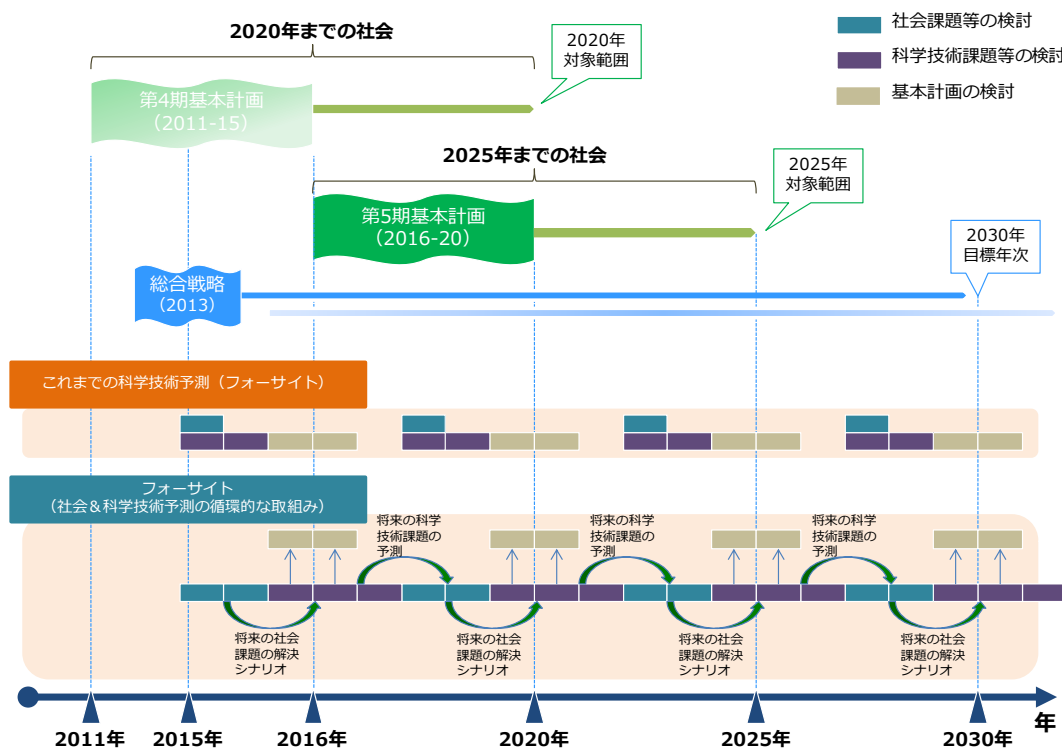 2020年までの社会
2020年
対象範囲
社会課題等の検討
科学技術課題等の検討
基本計画の検討
第4期基本計画
（2011-15）
2025年までの社会
2025年
対象範囲
第5期基本計画
（2016-20）
2030年
目標年次
総合戦略
（2013）
これまでの科学技術予測（フォーサイト）
フォーサイト
（社会＆科学技術予測の循環的な取組み）
将来の科学
技術課題の
予測
将来の科学
技術課題の
予測
将来の科学
技術課題の
予測
将来の社会
課題の解決
シナリオ
将来の社会
課題の解決
シナリオ
将来の社会
課題の解決
シナリオ
将来の社会
課題の解決
シナリオ
年
2011年
2015年
2016年
2020年
2025年
2030年